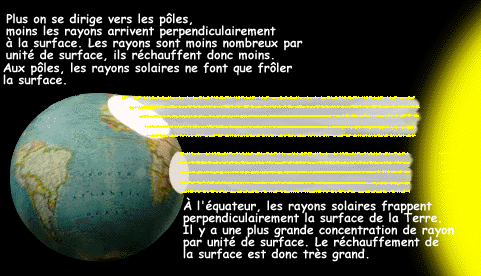 Plus on se dirige vers les pôles,
moins les rayons arrivent perpendiculairement
à la surface. Les rayons sont moins nombreux par
unité de surface, ils réchauffent donc moins.
Aux pôles, les rayons solaires ne font que frôler
la surface.
À l'équateur, les rayons solaires frappent
perpendiculairement la surface de la Terre.
Il y a une plus grande concentration de rayon
par unité de surface. Le réchauffement de
la surface est donc très grand.